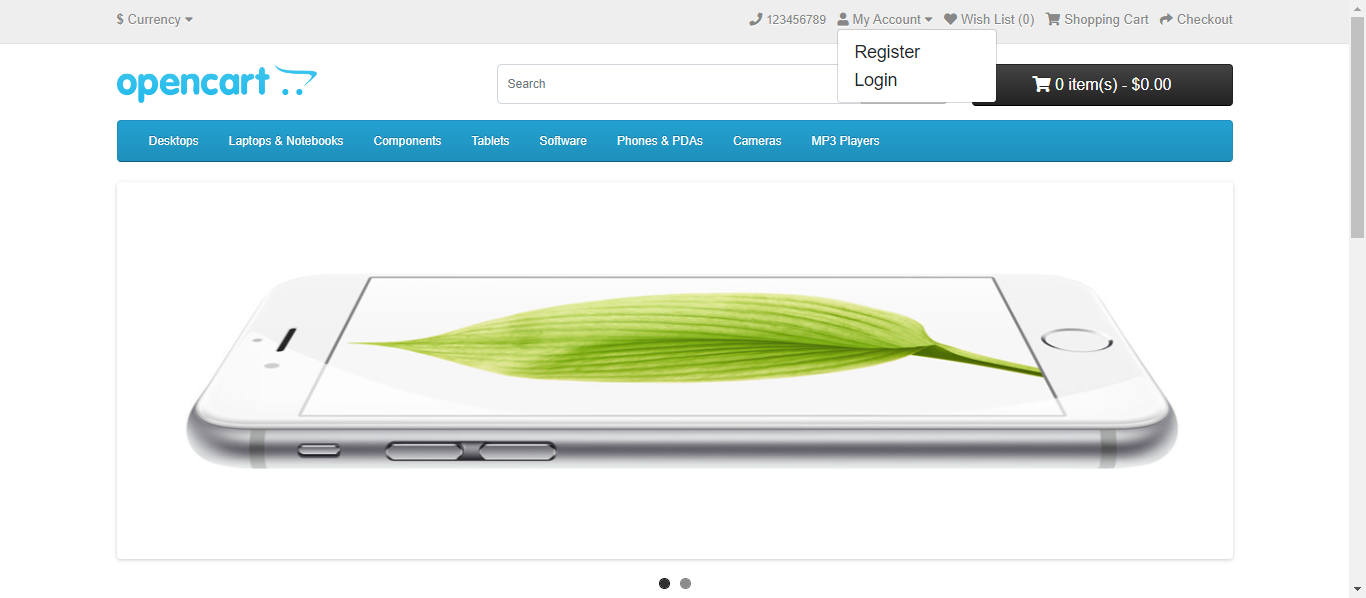 $ Currency
123456789 My Account Wish List (0) Shopping Cart Checkout
Register
Login
opencart
Search
0 item(s) - $0.00
Desktops Laptops & Notebooks Components Tablets Software Phones & PDAs Cameras MP3 Players